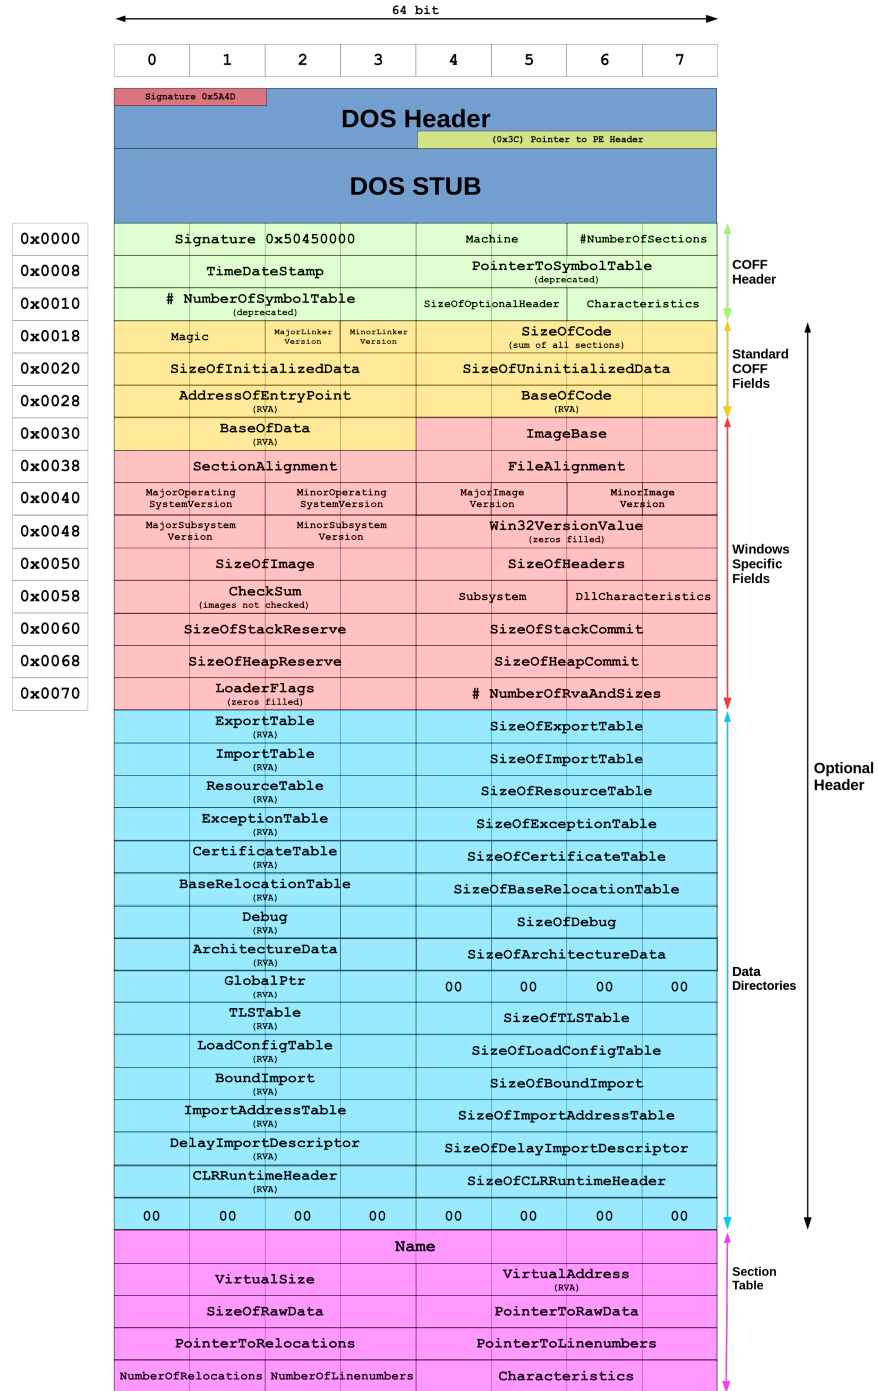 64 bit
0 1 2 3 4 5 6 7
Signature 0x5A4D
DOS Header
(0x3C) Pointer to PE Header
DOS STUB
0x0000 Signature 0x50450000 Machine #NumberOfSections
COFF
Header
0x0008 TimeDateStamp PointerToSymbolTable
(deprecated)
0x0010 # NumberOfSymbolTable SizeOfOptionalHeader Characteristics
(deprecated)
0x0018 Magic MajorLinker MinorLinker SizeOfCode
Version Version (sum of all sections)
Standard
COFF
Fields
0x0020 SizeOfInitializedData SizeOfUninitializedData
0x0028 AddressOfEntryPoint BaseOfCode
(RVA) (RVA)
0x0030 BaseOfData ImageBase
(RVA)
0x0038 SectionAlignment FileAlignment
0x0040 MajorOperating MinorOperating MajorImage MinorImage
SystemVersion SystemVersion Version Version
0x0048 MajorSubsystem MinorSubsystem Win32VersionValue
Version Version (zeros filled)
Windows
Specific
Fields
0x0050 SizeOfImage SizeOfHeaders
0x0058 CheckSum Subsystem DllCharacteristics
(images not checked)
0x0060 SizeOfStackReserve SizeOfStackCommit
0x0068 SizeOfHeapReserve SizeOfHeapCommit
0x0070 LoaderFlags # NumberOfRvaAndSizes
(zeros filled)
ExportTable SizeOfExportTable
(RVA)
ImportTable SizeOfImportTable
(RVA)
Optional
Header
ResourceTable SizeOfResourceTable
(RVA)
ExceptionTable SizeOfExceptionTable
(RVA)
CertificateTable SizeOfCertificateTable
(RVA)
BaseRelocationTable SizeOfBaseRelocationTable
(RVA)
Debug SizeOfDebug
(RVA)
ArchitectureData SizeOfArchitectureData
(RVA)
Data
Directories
GlobalPtr 00 00 00 00
(RVA)
TLSTable SizeOfTLSTable
(RVA)
LoadConfigTable SizeOfLoadConfigTable
(RVA)
BoundImport SizeOfBoundImport
(RVA)
ImportAddressTable SizeOfImportAddressTable
(RVA)
DelayImportDescriptor SizeOfDelayImportDescriptor
(RVA)
CLRRuntimeHeader SizeOfCLRRuntimeHeader
(RVA)
00 00 00 00 00 00 00 00
Name
Section
Table
VirtualSize VirtualAddress
(RVA)
SizeOfRawData PointerToRawData
PointerToRelocations PointerToLinenumbers
NumberOfRelocations NumberOfLinenumbers Characteristics